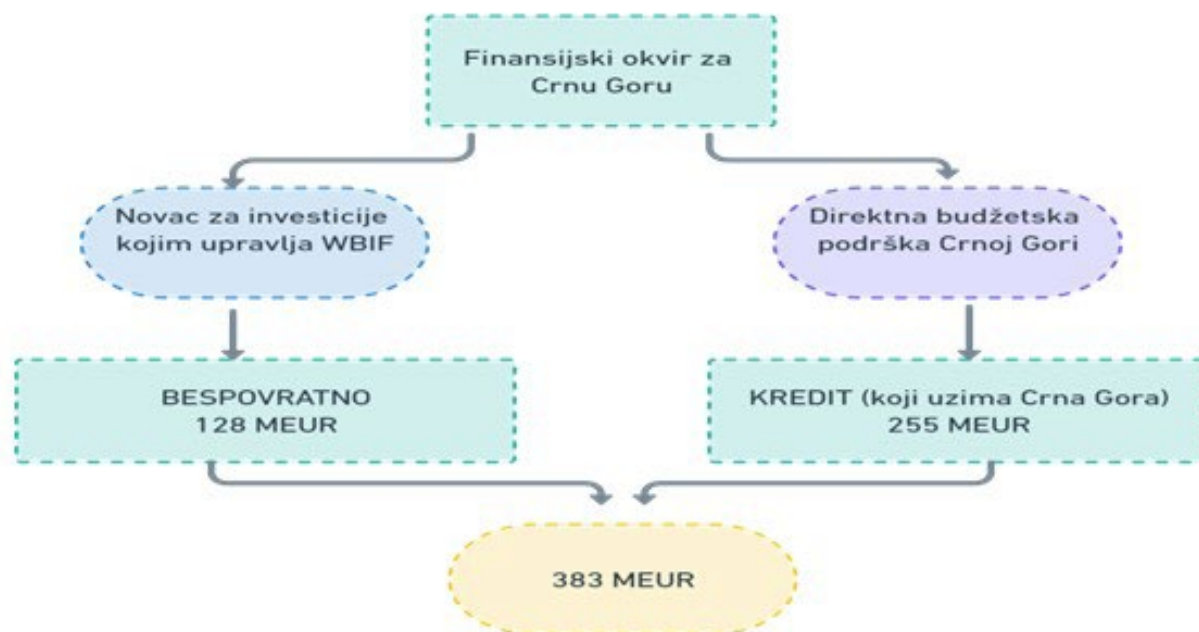 Finansijski okvir za
Crnu Goru
Novac za investicije
kojim upravlja WBIF
Direktna budžetska
podrška Crnoj Gori
BESPOVRATNO
128 MEUR
KREDIT (koji uzima Crna Gora)
255 MEUR
383 MEUR